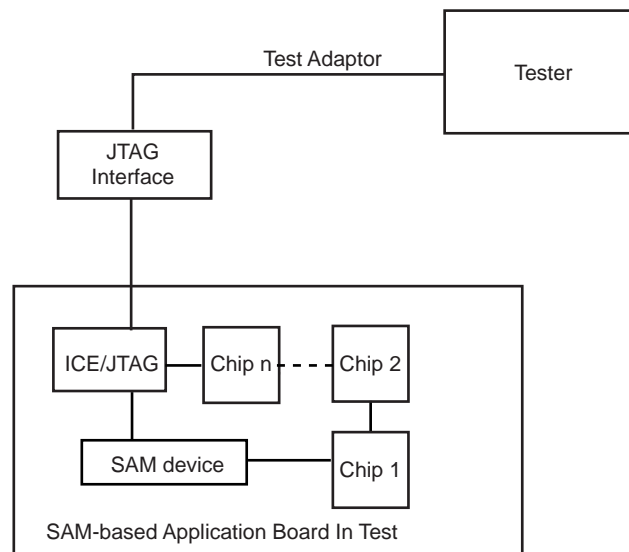 Test Adaptor
Tester
JTAG
Interface
ICE/JTAG
Chip n
Chip 2
SAM device
Chip 1
SAM-based Application Board In Test